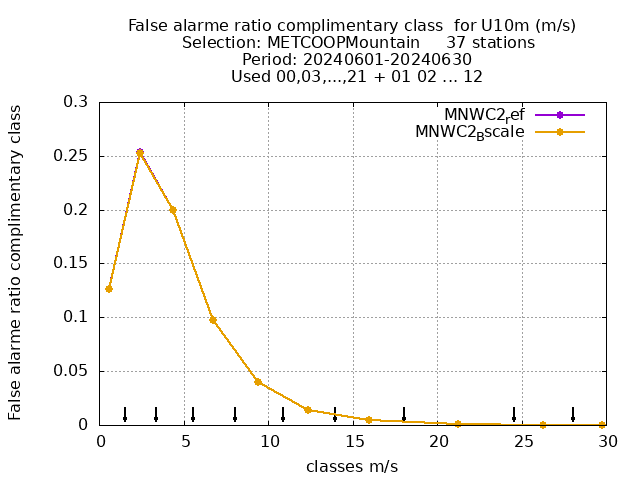 False alarme ratio complimentary class  for U10m (m/s)
Selection: METCOOPMountain     37 stations
Period: 20240601-20240630
Used 00,03,...,21 + 01 02 ... 12
MNWC2ref
MNWC2Bscale
False alarme ratio complimentary class
0.3
0.25
0.2
0.15
0.1
0.05
0
0 5 10 15 20 25 30
classes m/s